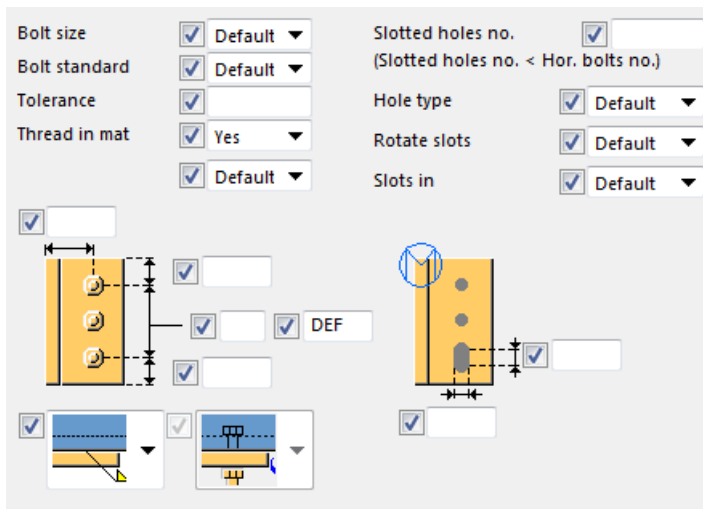 Bolt size Default
Slotted holes no.
(Slotted holes no. < Hor. bolts no.)
Bolt standard Default
Tolerance
Hole type Default
Thread in mat Yes
Rotate slots Default
Default
Slots in Default
DEF